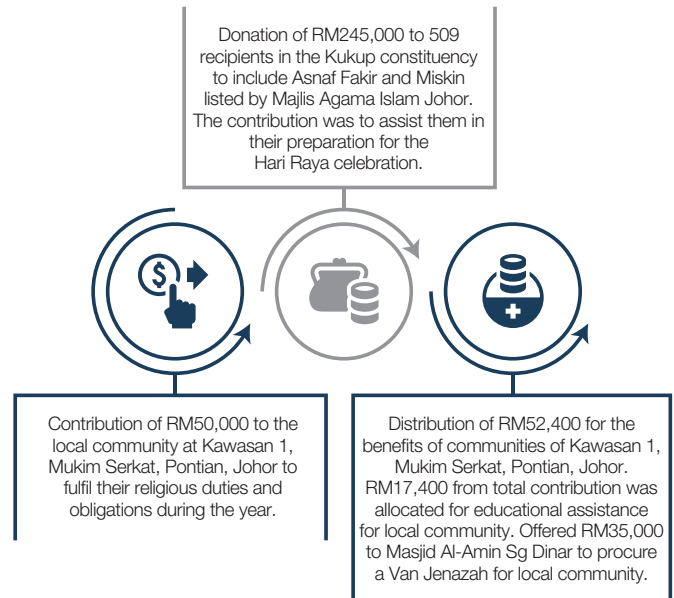 Donation of RM245,000 to 509
recipients in the Kukup constituency
to include Asnaf Fakir and Miskin
listed by Majlis Agama Islam Johor.
The contribution was to assist them in
their preparation for the
Hari Raya celebration.
$
Contribution of RM50,000 to the
local community at Kawasan 1,
Mukim Serkat, Pontian, Johor to
fulfil their religious duties and
obligations during the year.
Distribution of RM52,400 for the
benefits of communities of Kawasan 1,
Mukim Serkat, Pontian, Johor.
RM17,400 from total contribution was
allocated for educational assistance
for local community. Offered RM35,000
to Masjid Al-Amin Sg Dinar to procure
a Van Jenazah for local community.